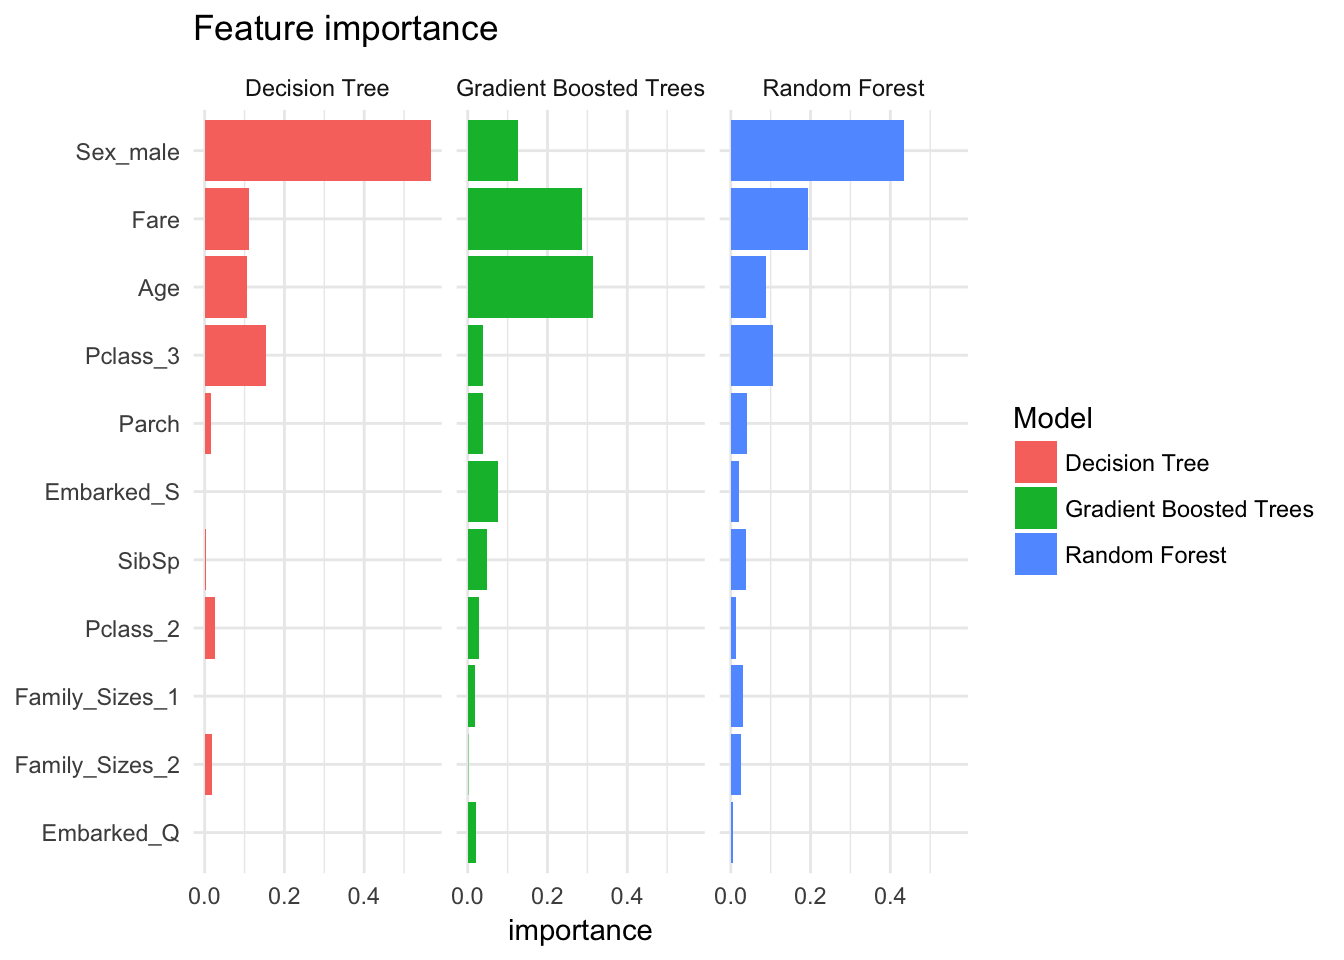 Feature importance
Decision Tree
Gradient Boosted Trees
Random Forest
Sex_male
Fare
Age
Pclass_3
Parch
Embarked_S
SibSp
Pclass_2
Family_Sizes_1
Family_Sizes_2
Embarked_Q
0.0 0.2 0.4
0.0 0.2 0.4
0.0 0.2 0.4
importance
Model
Decision Tree
Gradient Boosted Trees
Random Forest